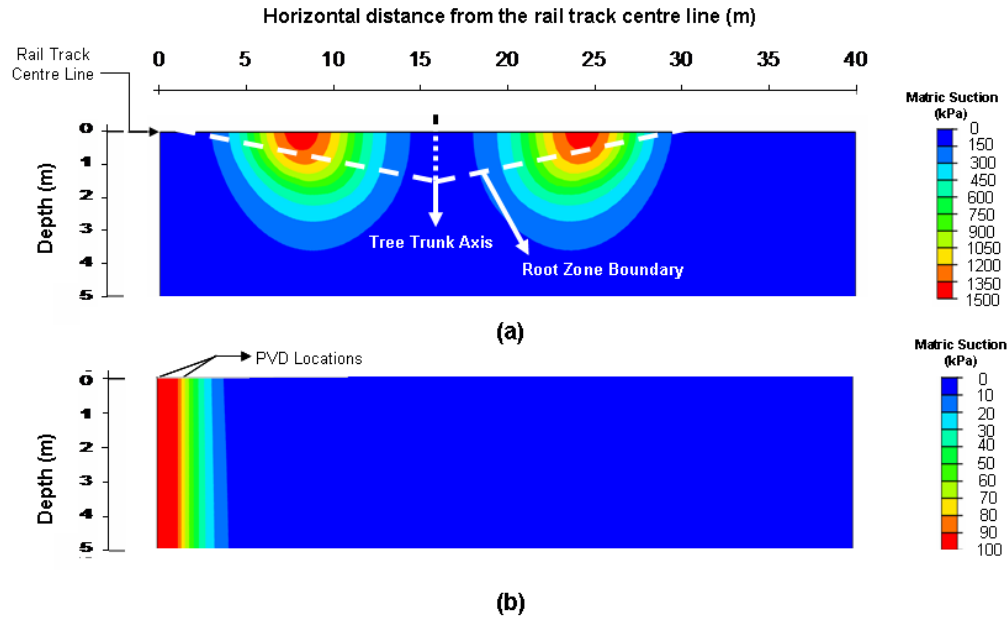 Horizontal distance from the rail track centre line (m)
Rail Track
Centre Line
0 5 10 15 20 25 30 35 40
Matric Suction
(kPa)
0
150
300
450
600
750
900
1050
1200
1350
1500
Depth (m)
0
1
2
3
4
5
Tree Trunk Axis
Root Zone Boundary
(a)
PVD Locations
Matric Suction
(kPa)
0
10
20
30
40
50
60
70
80
90
100
Depth (m)
0
1
2
3
4
5
(b)